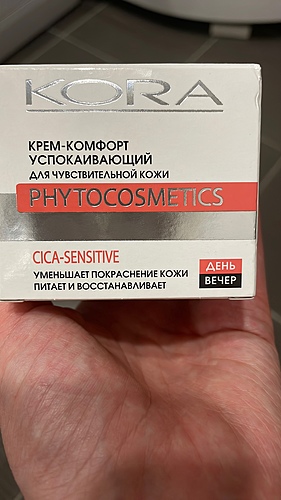 KORA
КРЕМ-КОМФОРТ
УСПОКАИВАЮЩИЙ
ДЛЯ ЧУВСТВИТЕЛЬНОЙ КОЖИ
PHYTOCOSMETICS
CICA-SENSITIVE
УМЕНЬШАЕТ ПОКРАСНЕНИЕ КОЖИ
ПИТАЕТ И ВОССТАНАВЛИВАЕТ
ДЕНЬ
ВЕЧЕР